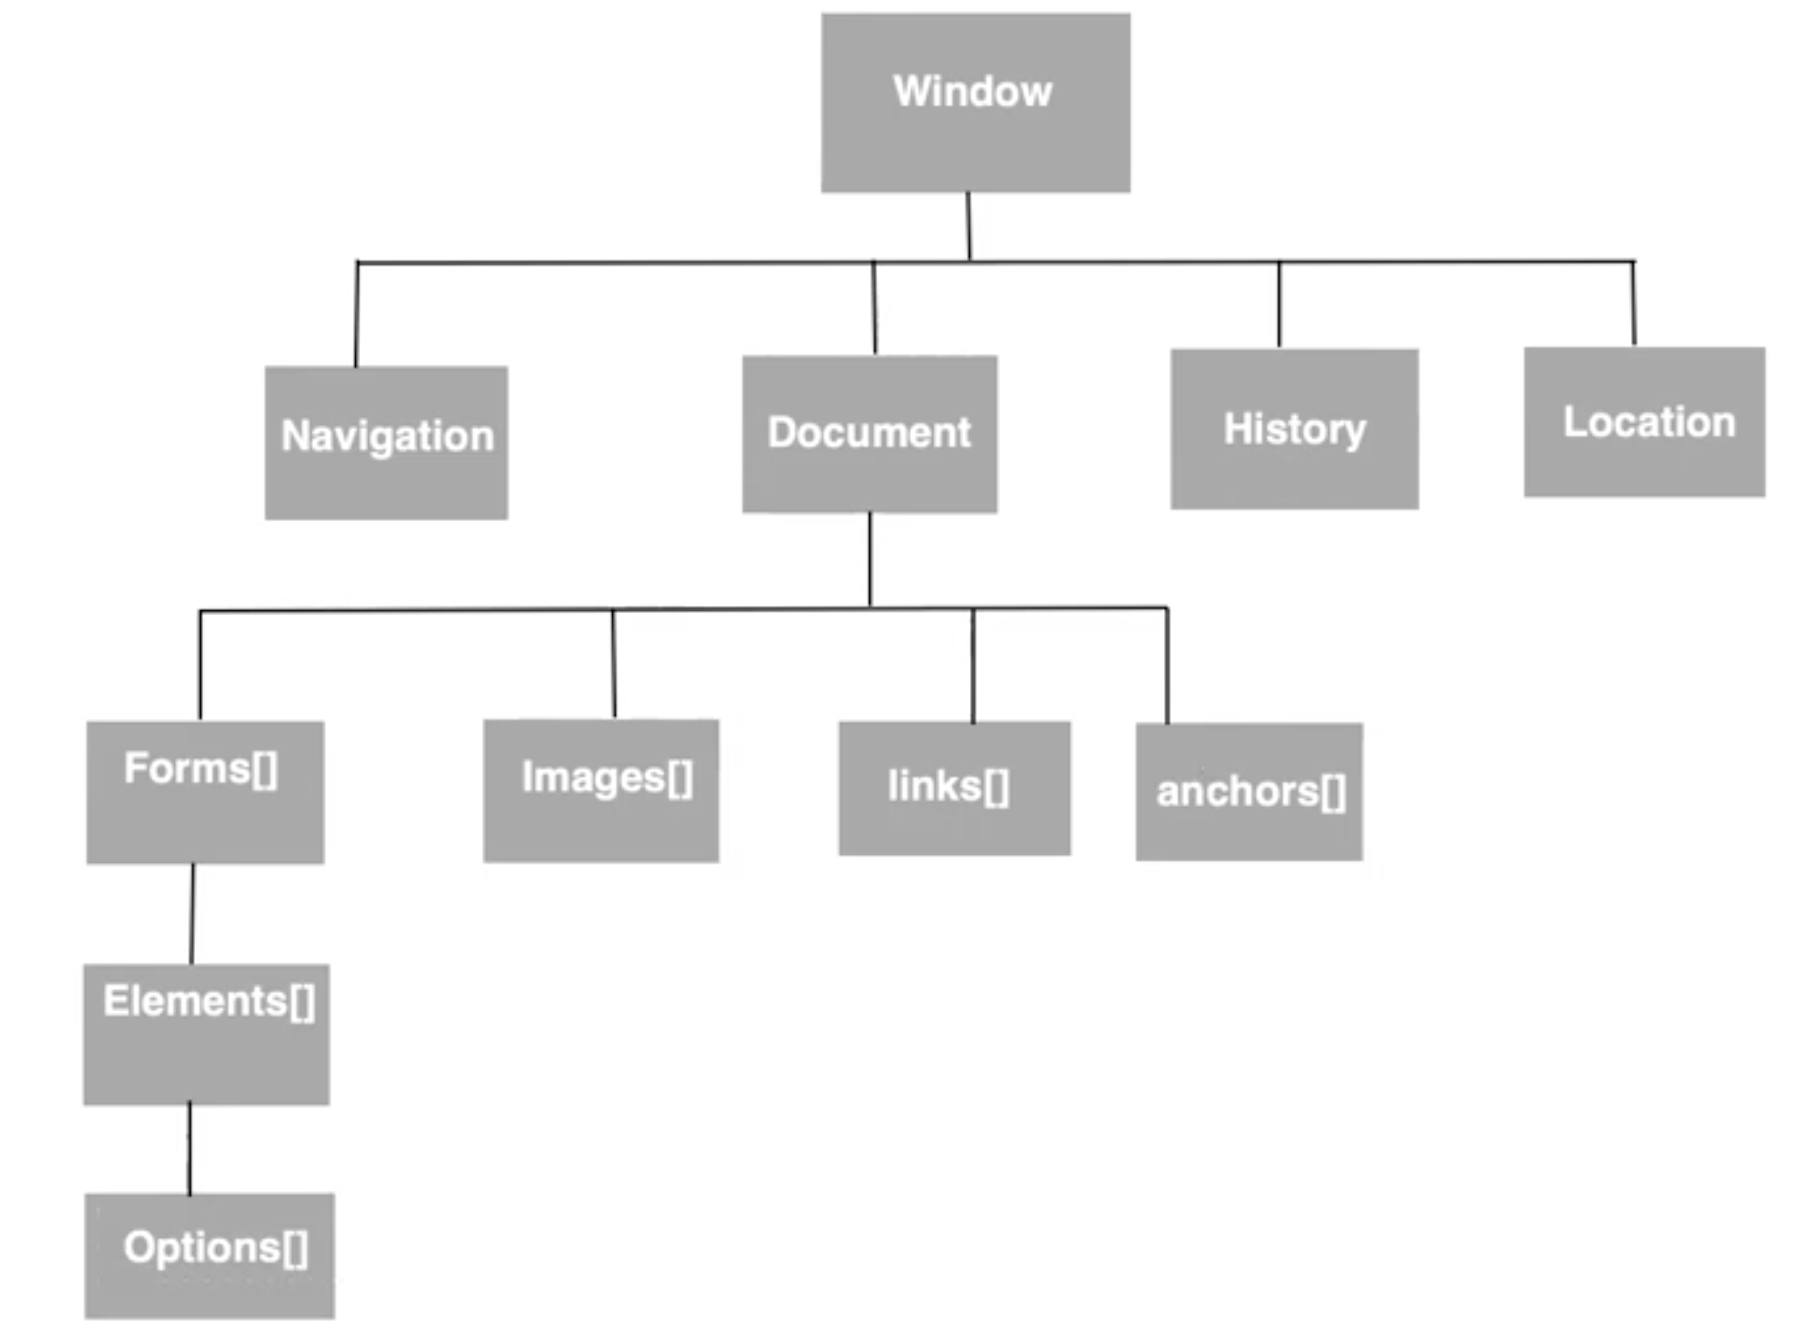 Window
Navigation
Document
History
Location
Forms[]
Images[]
links[]
anchors[]
Elements[]
Options[]